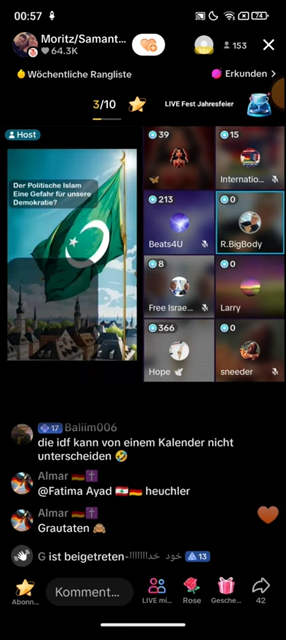 00:57
74
Moritz/Samant...
64.3K
153
Wöchentliche Rangliste
Erkunden >
3/10
LIVE Fest Jahresfeier
Host
Der Politische Islam
Eine Gefahr für unsere
Demokratie?
39
15
Internatio...
213
Beats4U
0
R.BigBody
8
Free Israe...
0
Larry
366
Hope
0
sneeder
17 Baliim006
die idf kann von einem Kalender nicht
unterscheiden 🤣
Almar 🇩🇪✝️
@Fatima Ayad 🇱🇧🇩🇪 heuchler
Almar 🇩🇪✝️
Grautaten 🙈
G ist beigetreten-خود خداااااااا 13
Abonn...
Komment...
LIVE mi...
Rose
Gesche...
42